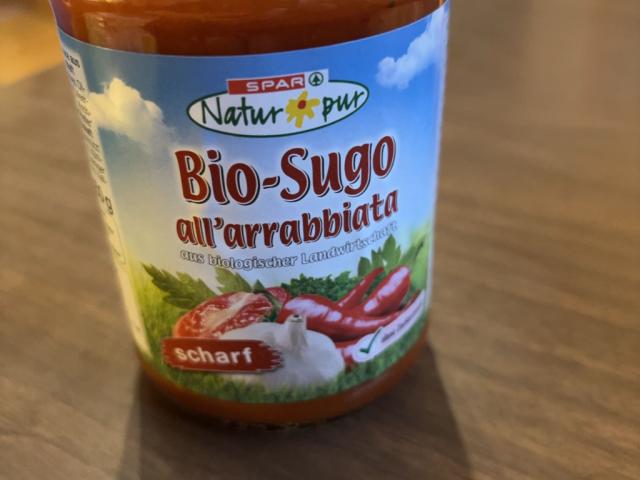 SPAR
Natur pur
Bio-Sugo
all'arrabbiata
aus biologischer Landwirtschaft
scharf